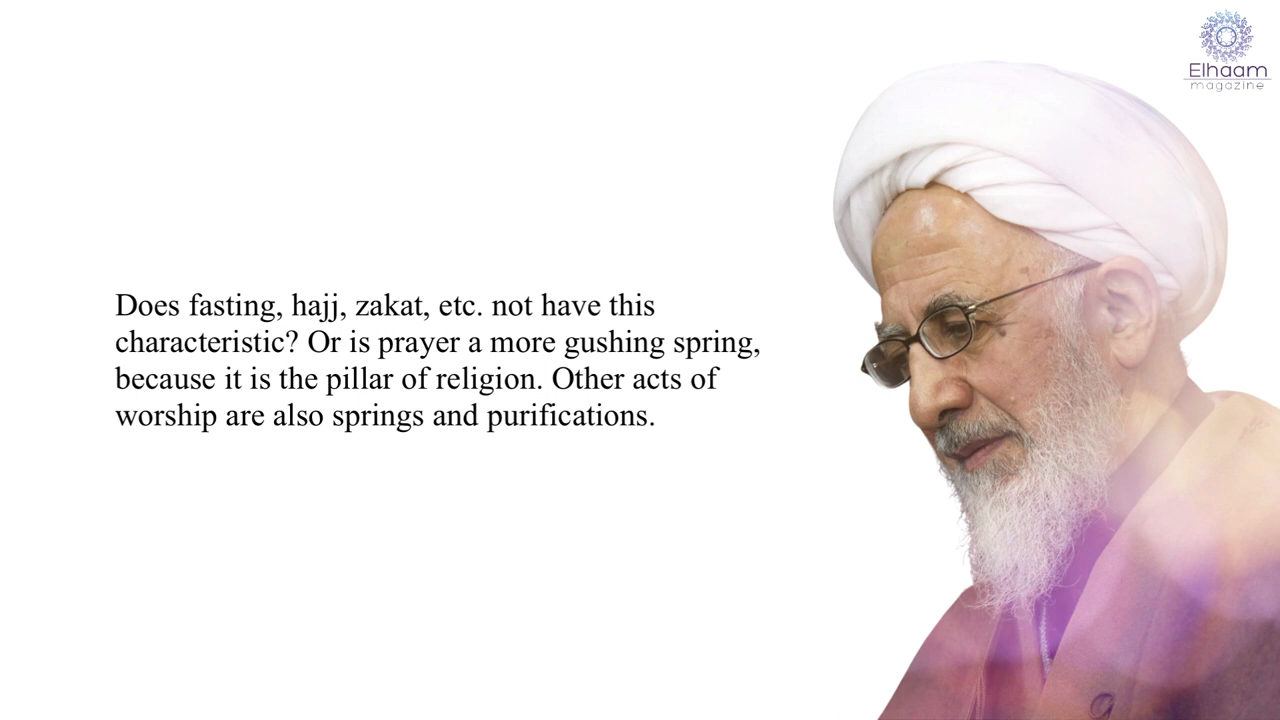 Elhaam
magazine
Does fasting, hajj, zakat, etc. not have this
characteristic? Or is prayer a more gushing spring,
because it is the pillar of religion. Other acts of
worship are also springs and purifications.